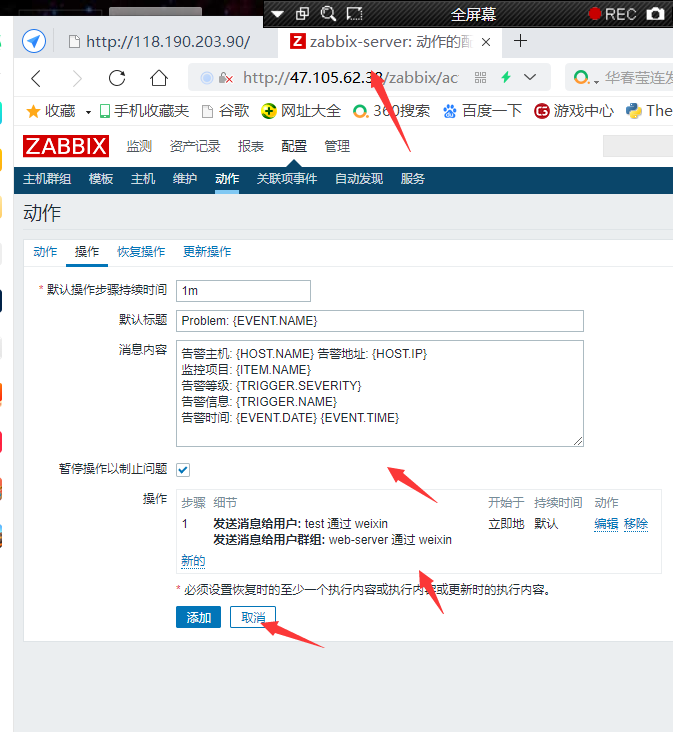 全屏幕 REC
http://118.190.203.90/ zabbix-server: 动作的配
http://47.105.62.38/zabbix/ac 华春莹连发
收藏 手机收藏夹 谷歌 网址大全 360搜索 百度一下 游戏中心 The
ZABBIX 监测 资产记录 报表 配置 管理
主机群组 模板 主机 维护 动作 关联项事件 自动发现 服务
动作
动作 操作 恢复操作 更新操作
* 默认操作步骤持续时间 1m
默认标题 Problem: {EVENT.NAME}
消息内容 告警主机: {HOST.NAME} 告警地址: {HOST.IP}
监控项目: {ITEM.NAME}
告警等级: {TRIGGER.SEVERITY}
告警信息: {TRIGGER.NAME}
告警时间: {EVENT.DATE} {EVENT.TIME}
暂停操作以制止问题
操作 步骤 细节 开始于 持续时间 动作
1 发送消息给用户: test 通过 weixin 立即地 默认 编辑 移除
发送消息给用户群组: web-server 通过 weixin
新的
* 必须设置恢复时的至少一个执行内容或执行内容或更新时的执行内容。
添加 取消